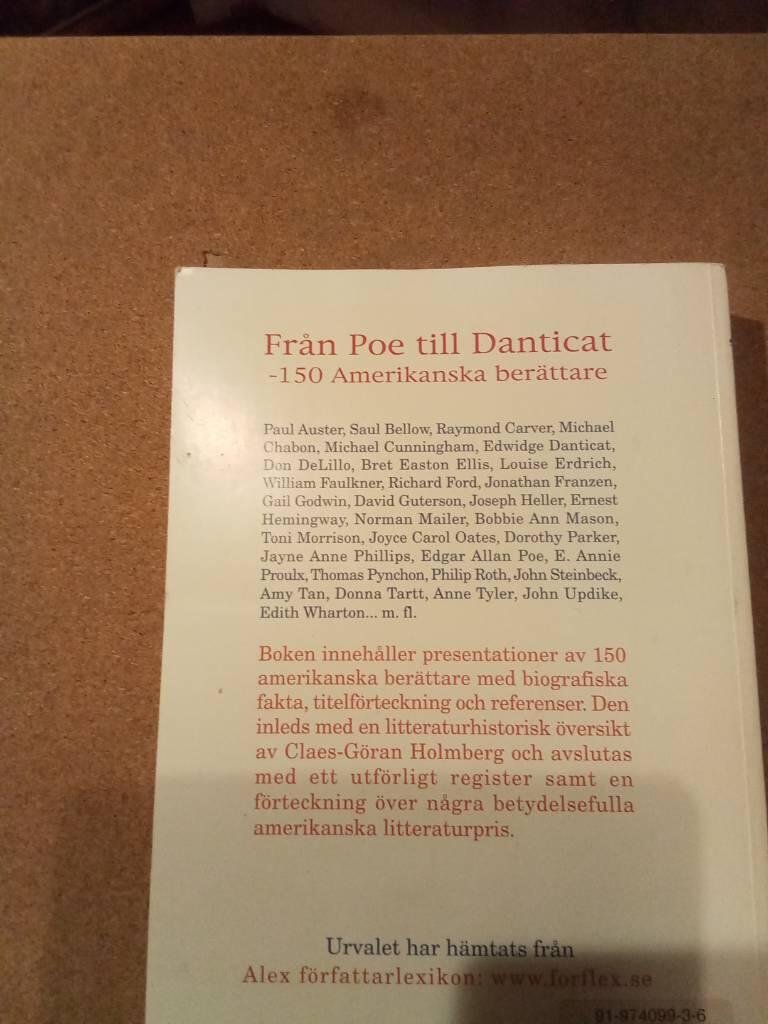 Från Poe till Danticat
-150 Amerikanska berättare
Paul Auster, Saul Bellow, Raymond Carver, Michael
Chabon, Michael Cunningham, Edwidge Danticat,
Don DeLillo, Bret Easton Ellis, Louise Erdrich,
William Faulkner, Richard Ford, Jonathan Franzen,
Gail Godwin, David Guterson, Joseph Heller, Ernest
Hemingway, Norman Mailer, Bobbie Ann Mason,
Toni Morrison, Joyce Carol Oates, Dorothy Parker,
Jayne Anne Phillips, Edgar Allan Poe, E. Annie
Proulx, Thomas Pynchon, Philip Roth, John Steinbeck,
Amy Tan, Donna Tartt, Anne Tyler, John Updike,
Edith Wharton... m. fl.
Boken innehåller presentationer av 150
amerikanska berättare med biografiska
fakta, titelförteckning och referenser. Den
inleds med en litteraturhistorisk översikt
av Claes-Göran Holmberg och avslutas
med ett utförligt register samt en
förteckning över några betydelsefulla
amerikanska litteraturpris.
Urvalet har hämtats från
Alex författarlexikon: www.forflex.se
91-974099-3-6